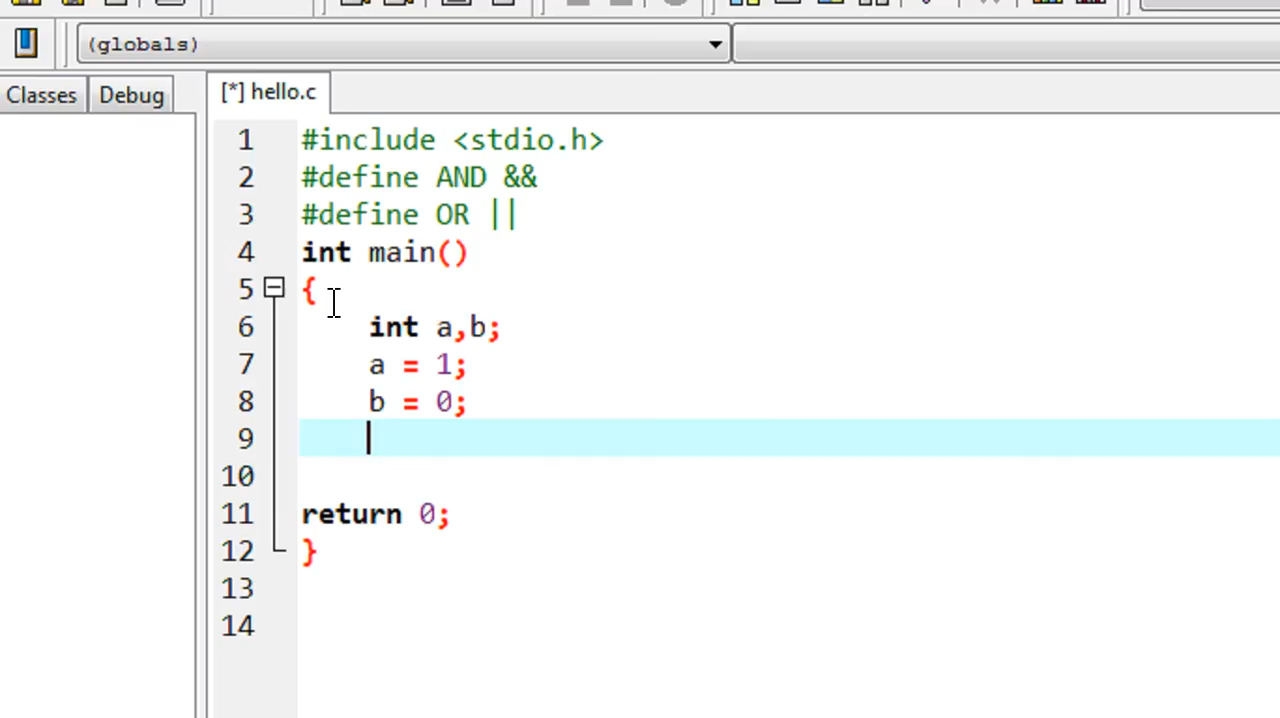 (globals)
Classes Debug [*] hello.c
1 #include <stdio.h>
2 #define AND &&
3 #define OR ||
4 int main()
5 {
6 int a,b;
7 a = 1;
8 b = 0;
9
10
11 return 0;
12 }
13
14